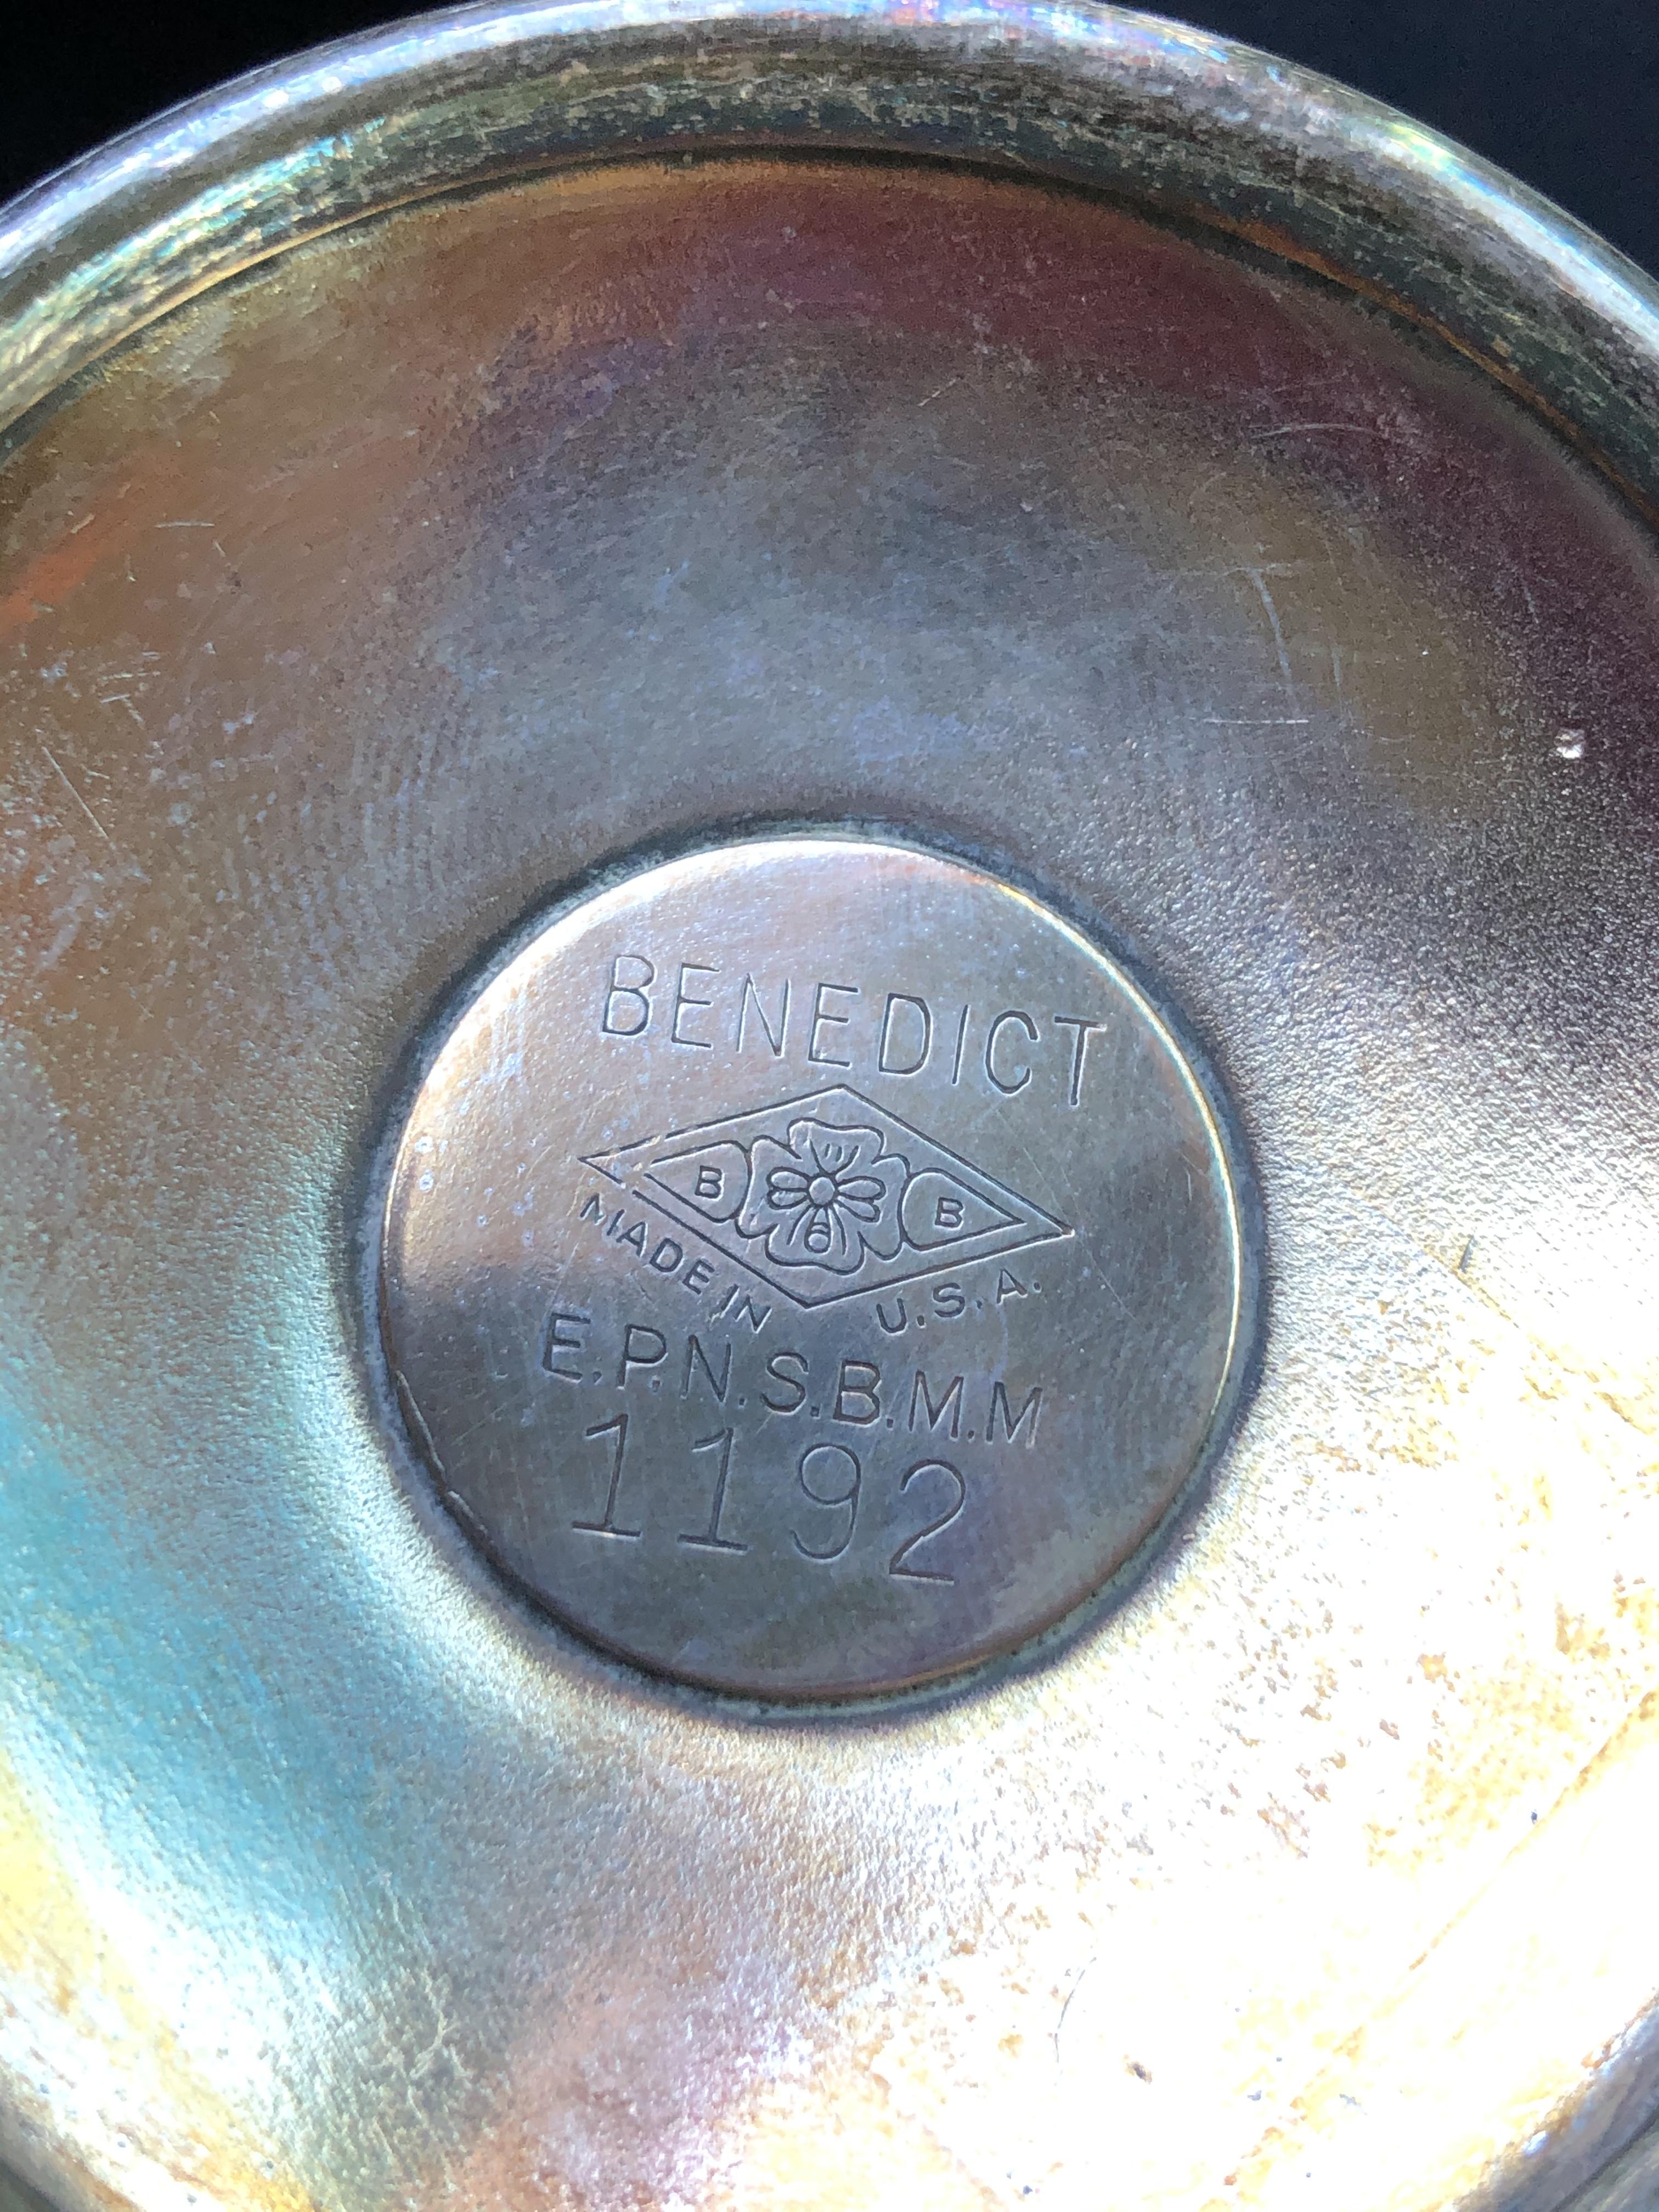 BENEDICT
B B
MADE IN U.S.A.
E.P.N.S.B.M.M
1192